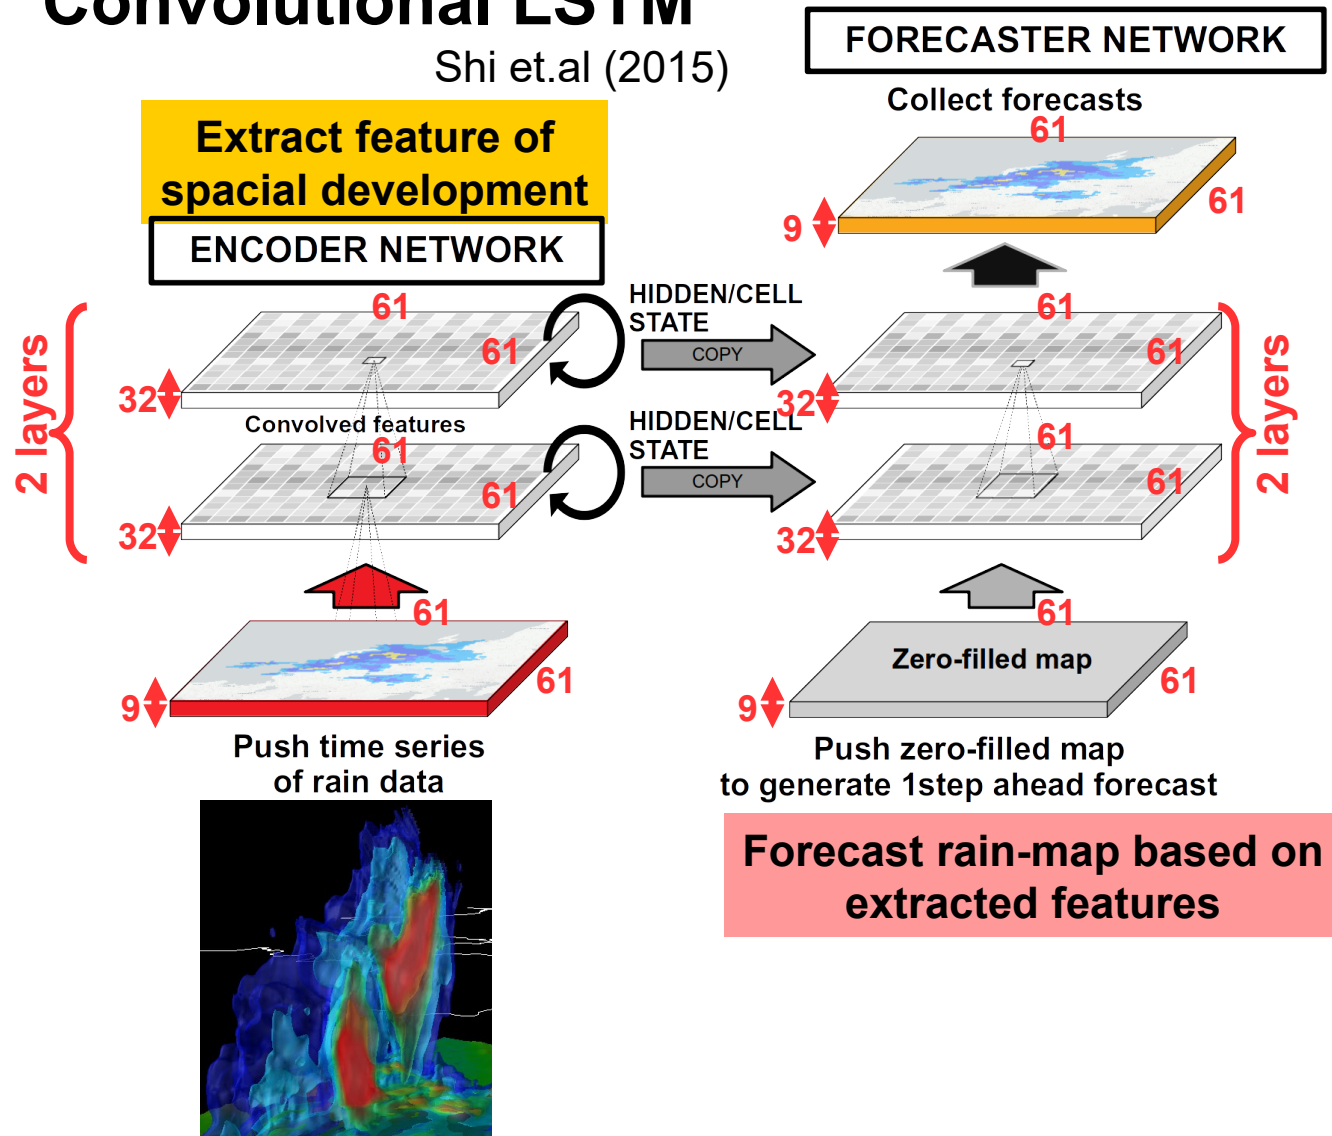 Convolutional LSTM
Shi et.al (2015)
Extract feature of
spacial development
ENCODER NETWORK
61
61
32
Convolved features
61
61
32
2 layers
61
61
9
Push time series
of rain data
HIDDEN/CELL
STATE
COPY
HIDDEN/CELL
STATE
COPY
FORECASTER NETWORK
Collect forecasts
61
61
9
61
61
32
61
61
32
2 layers
61
Zero-filled map
61
9
Push zero-filled map
to generate 1step ahead forecast
Forecast rain-map based on
extracted features